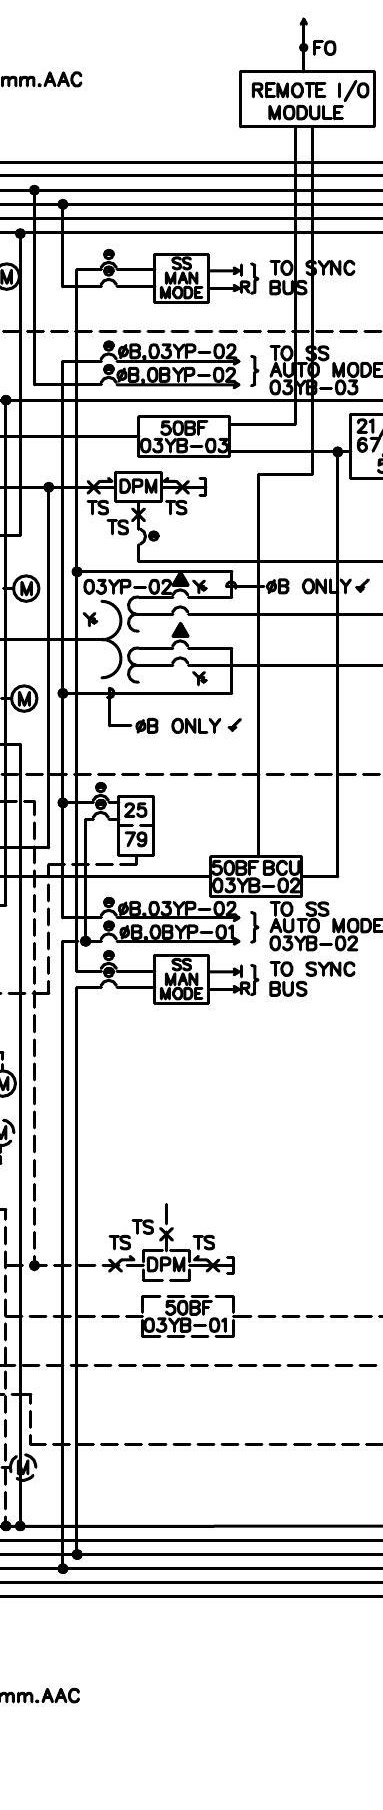 FO
mm.AAC
REMOTE I/O
MODULE
M
SS
MAN
MODE
I
R
TO SYNC
BUS
ØB,03YP-02
ØB,0BYP-02
TO SS
AUTO MODE
03YB-03
50BF
03YB-03
21/
67/
5
DPM
TS
TS
TS
03YP-02
Y
ØB ONLY
Y
M
Y
M
ØB ONLY
25
79
50BF BCU
03YB-02
ØB,03YP-02
ØB,0BYP-01
TO SS
AUTO MODE
03YB-02
SS
MAN
MODE
I
R
TO SYNC
BUS
M
M
TS
TS
TS
DPM
50BF
03YB-01
M
mm.AAC